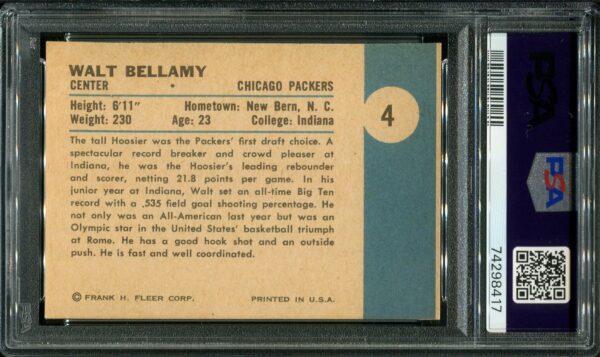 WALT BELLAMY
CENTER • CHICAGO PACKERS
Height: 6'11" Hometown: New Bern, N. C.
Weight: 230 Age: 23 College: Indiana
4
The tall Hoosier was the Packers' first draft choice. A
spectacular record breaker and crowd pleaser at
Indiana, he was the Hoosier's leading rebounder
and scorer, netting 21.8 points per game. In his
junior year at Indiana, Walt set an all-time Big Ten
record with a .535 field goal shooting percentage. He
not only was an All-American last year but was an
Olympic star in the United States' basketball triumph
at Rome. He has a good hook shot and an outside
push. He is fast and well coordinated.
© FRANK H. FLEER CORP. PRINTED IN U.S.A.
PSA
PSA
74298417